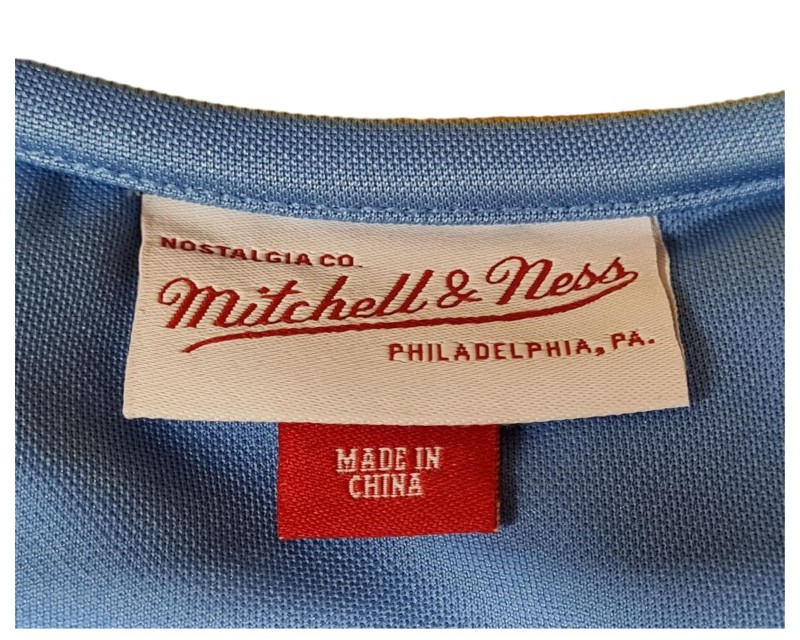 NOSTALGIA CO.
Mitchell & Ness
PHILADELPHIA, PA.
MADE IN
CHINA